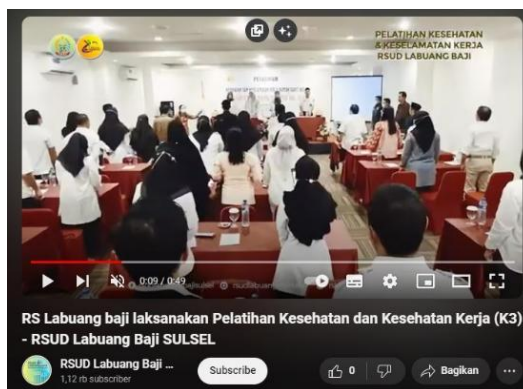 PELATIHAN KESEHATAN
& KESELAMATAN KERJA
RSUD LABUANG BAJI
0:09 / 0:49
RS Labuang baji laksanakan Pelatihan Kesehatan dan Kesehatan Kerja (K3)
- RSUD Labuang Baji SULSEL
RSUD Labuang Baji ...
1,12 rb subscriber
Subscribe
0
Bagikan